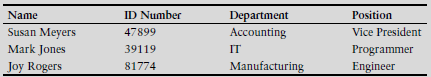 Name ID Number Department Position
Susan Meyers 47899 Accounting Vice President
Mark Jones 39119 IT Programmer
Joy Rogers 81774 Manufacturing Engineer